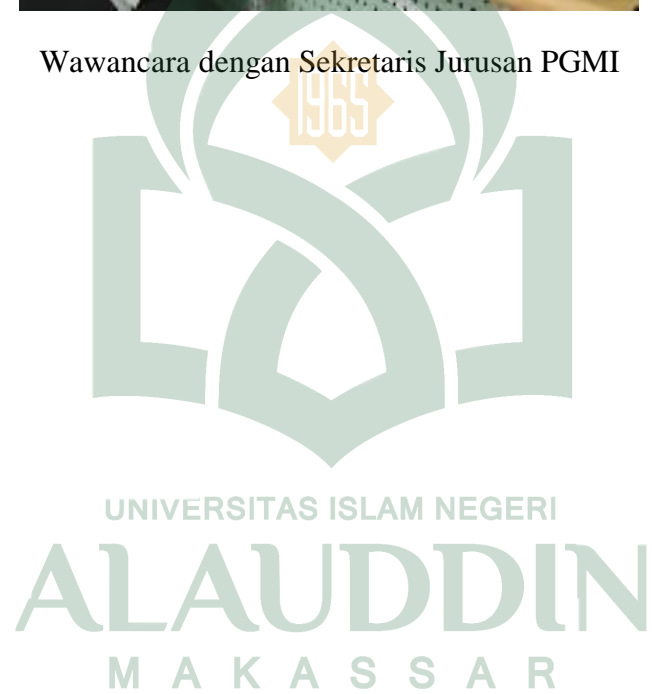 Wawancara dengan Sekretaris Jurusan PGMI
1965
UNIVERSITAS ISLAM NEGERI
ALAUDDIN
MAKASSAR